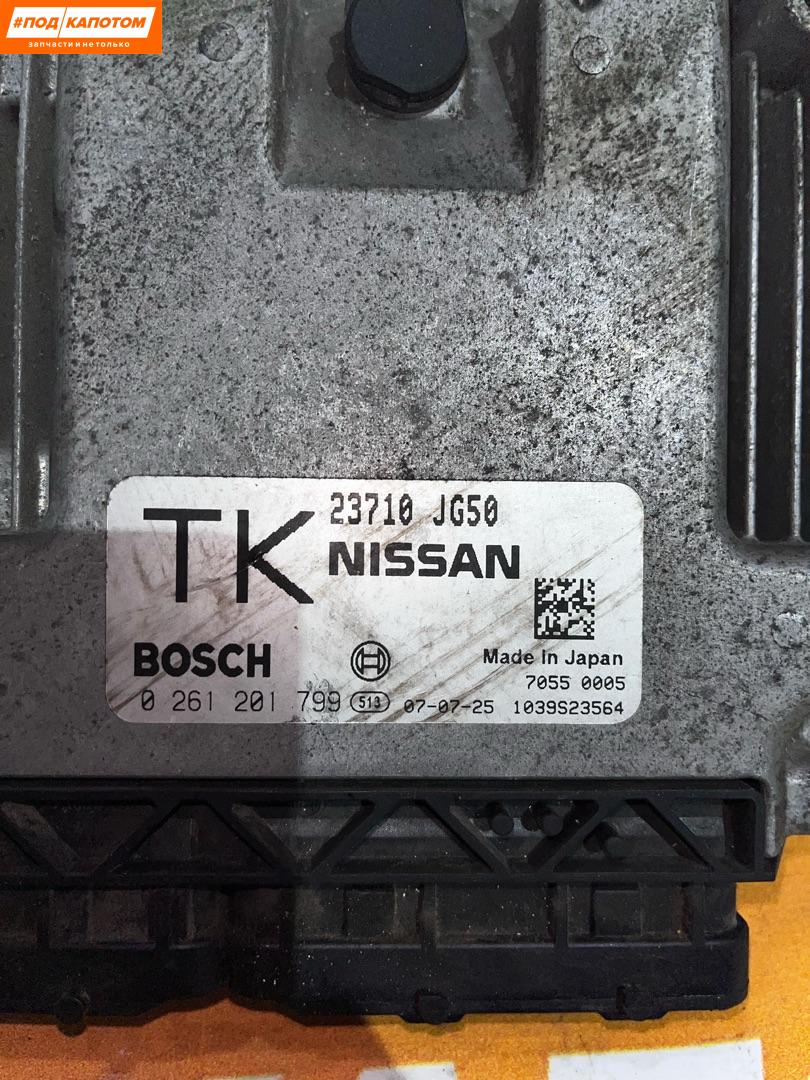 #ПОД КАПОТОМ
запчасти и не только
TK
23710 JG50
NISSAN
BOSCH
Made in Japan
7055 0005
0 261 201 799 513 07-07-25 1039S23564